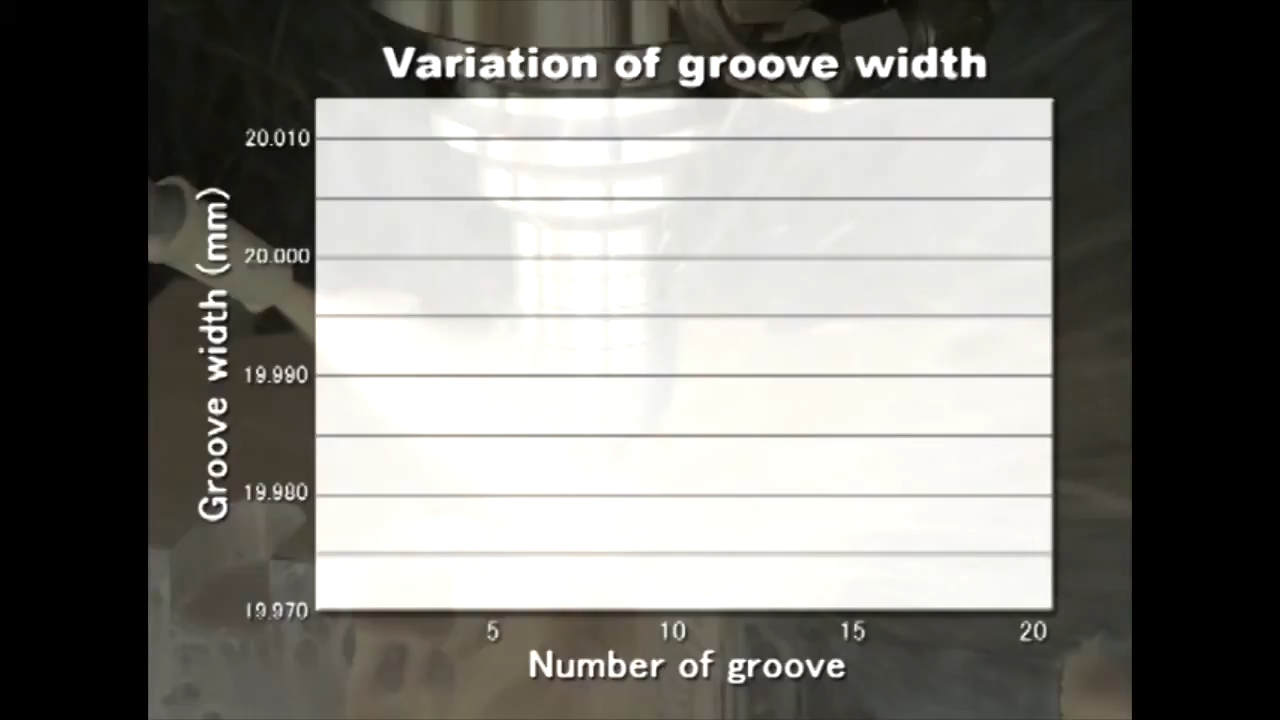 Variation of groove width
Groove width (mm)
20.010
20.000
19.990
19.980
19.970
5 10 15 20
Number of groove